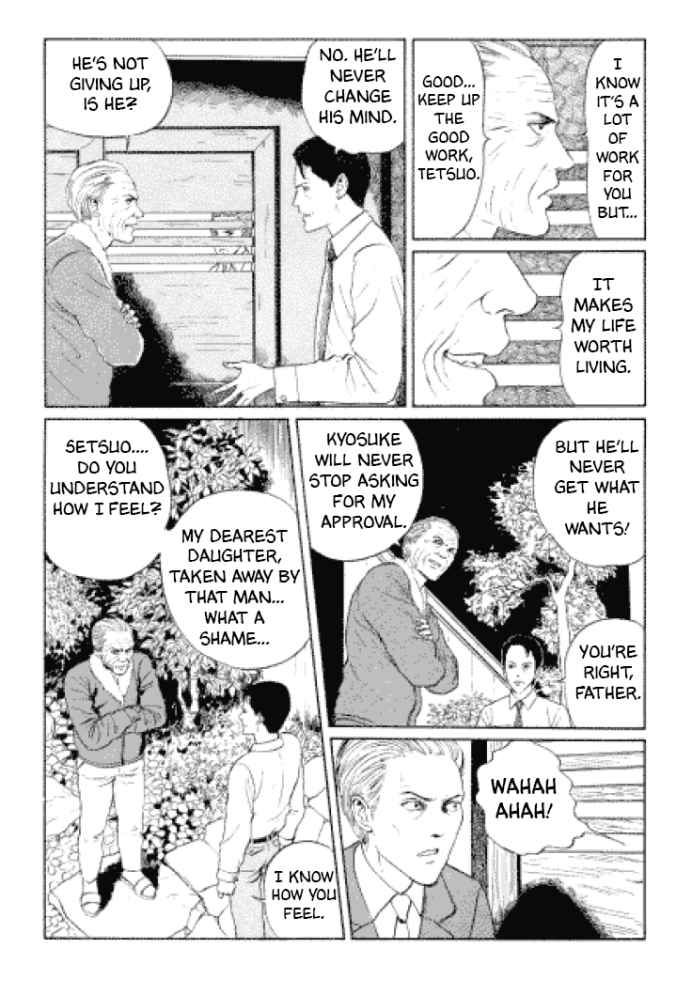 HE'S NOT
GIVING UP,
IS HE?
NO. HE'LL
NEVER
CHANGE
HIS MIND.
I
KNOW
IT'S A
LOT
OF
WORK
FOR
YOU
BUT...
GOOD...
KEEP UP
THE
GOOD
WORK,
TETSUO.
IT
MAKES
MY LIFE
WORTH
LIVING.
SETSUO....
DO YOU
UNDERSTAND
HOW I FEEL?
MY DEAREST
DAUGHTER,
TAKEN AWAY BY
THAT MAN...
WHAT A
SHAME...
I KNOW
HOW YOU
FEEL.
KYOSUKE
WILL NEVER
STOP ASKING
FOR MY
APPROVAL.
BUT HE'LL
NEVER
GET WHAT
HE
WANTS!
YOU'RE
RIGHT,
FATHER.
WAHAH
AHAH!